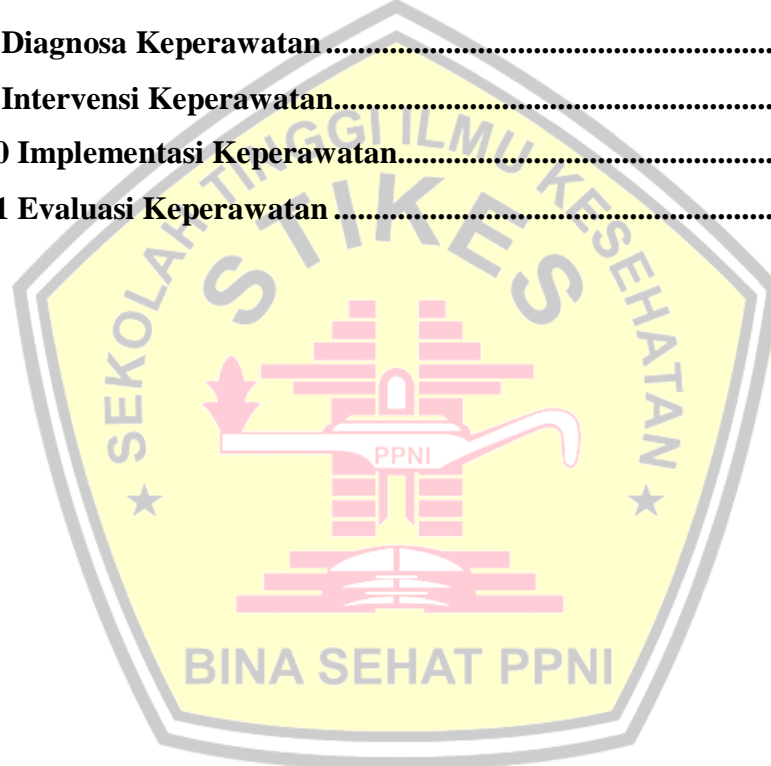 Diagnosa Keperawatan .....................................................
Intervensi Keperawatan.....................................................
0 Implementasi Keperawatan.............................................
1 Evaluasi Keperawatan .....................................................
SEKOLAH TINGGI ILMU KESEHATAN
STIKES
PPNI
BINA SEHAT PPNI